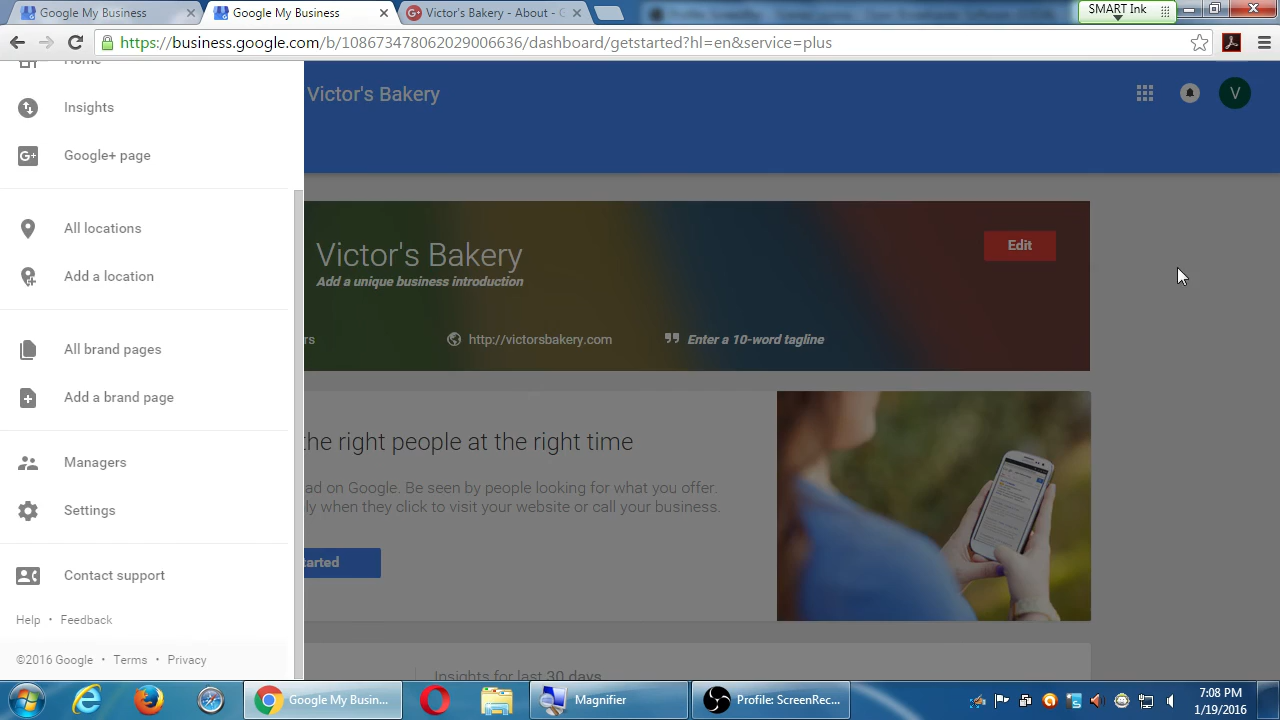 Google My Business
Google My Business
Victor's Bakery - About - G
SMART Ink
https://business.google.com/b/108673478062029006636/dashboard/getstarted?hl=en&service=plus
Home
Victor's Bakery
V
Insights
Google+ page
All locations
Add a location
All brand pages
Add a brand page
Managers
Settings
Contact support
Help • Feedback
©2016 Google • Terms • Privacy
Victor's Bakery
Edit
Add a unique business introduction
rs
http://victorsbakery.com
Enter a 10-word tagline
the right people at the right time
ad on Google. Be seen by people looking for what you offer.
ly when they click to visit your website or call your business.
tarted
Insights for last 30 days
Google My Busin...
Magnifier
Profile: ScreenRec...
7:08 PM
1/19/2016